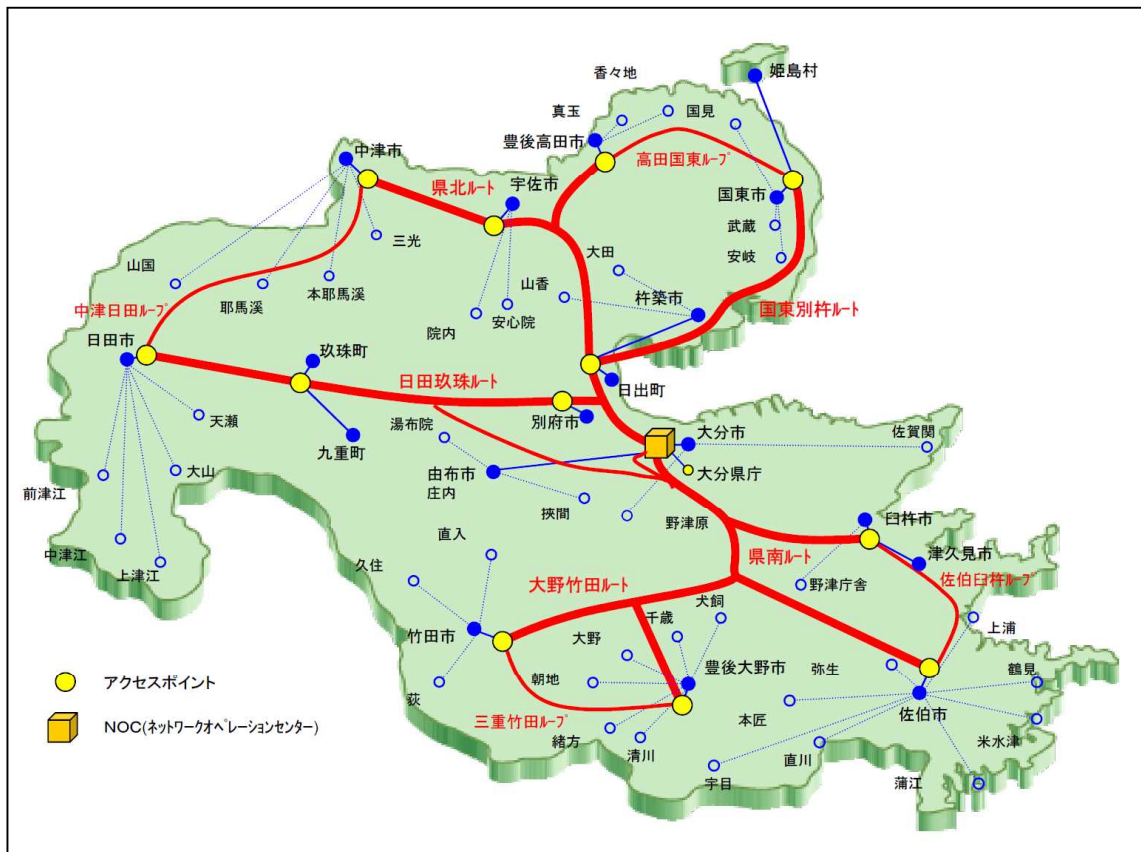 姫島村
香々地
国見
真玉
豊後高田市
高田国東ﾙｰﾌﾟ
中津市
県北ﾙｰﾄ
宇佐市
国東市
武蔵
安岐
三光
大田
山国
耶馬溪
本耶馬溪
山香
杵築市
国東別杵ﾙｰﾄ
中津日田ﾙｰﾌﾟ
院内
安心院
日田市
玖珠町
日田玖珠ﾙｰﾄ
日出町
別府市
天瀬
湯布院
大分市
佐賀関
九重町
大山
由布市
庄内
大分県庁
前津江
挾間
野津原
臼杵市
中津江
上津江
直入
県南ﾙｰﾄ
津久見市
久住
大野竹田ﾙｰﾄ
野津庁舎
佐伯臼杵ﾙｰﾌﾟ
犬飼
千歳
上浦
竹田市
大野
豊後大野市
弥生
鶴見
朝地
荻
佐伯市
三重竹田ﾙｰﾌﾟ
本匠
緒方
清川
米水津
直川
宇目
蒲江
アクセスポイント
NOC(ネットワークオペレーションセンター)